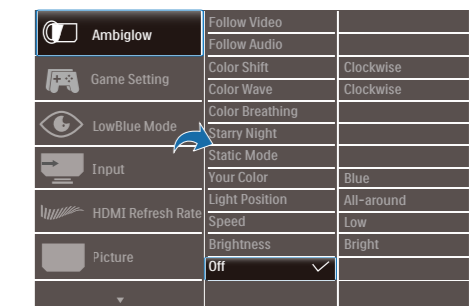 Ambiglow
Game Setting
LowBlue Mode
Input
HDMI Refresh Rate
Picture
Follow Video
Follow Audio
Color Shift Clockwise
Color Wave Clockwise
Color Breathing
Starry Night
Static Mode
Your Color Blue
Light Position All-around
Speed Low
Brightness Bright
Off